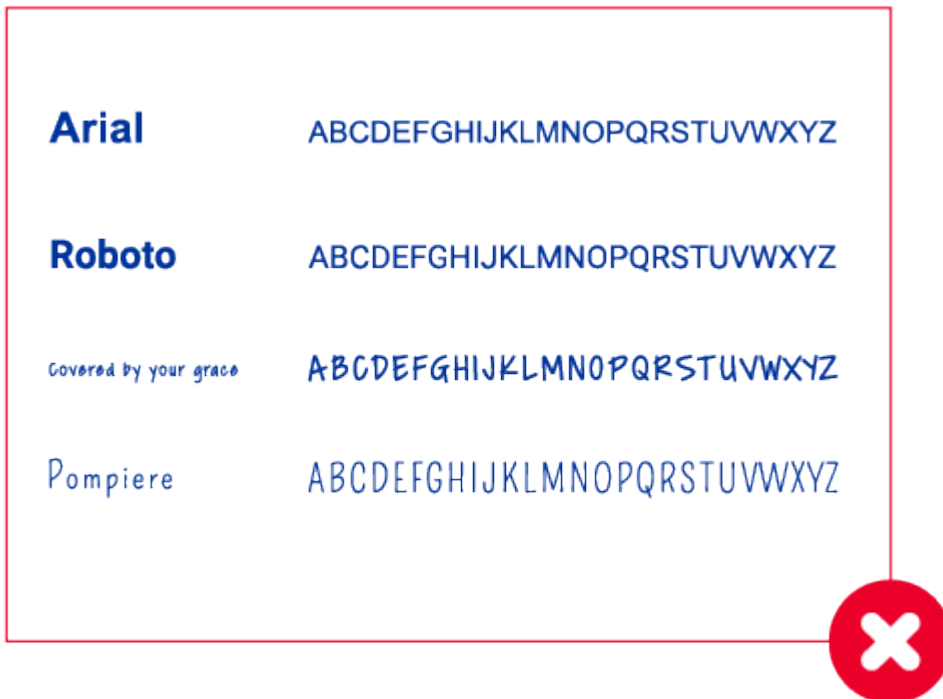 Arial ABCDEFGHIJKLMNOPQRSTUVWXYZ
Roboto ABCDEFGHIJKLMNOPQRSTUVWXYZ
Covered by your grace ABCDEFGHIJKLMNOPQRSTUVWXYZ
Pompiere ABCDEFGHIJKLMNOPQRSTUVWXYZ